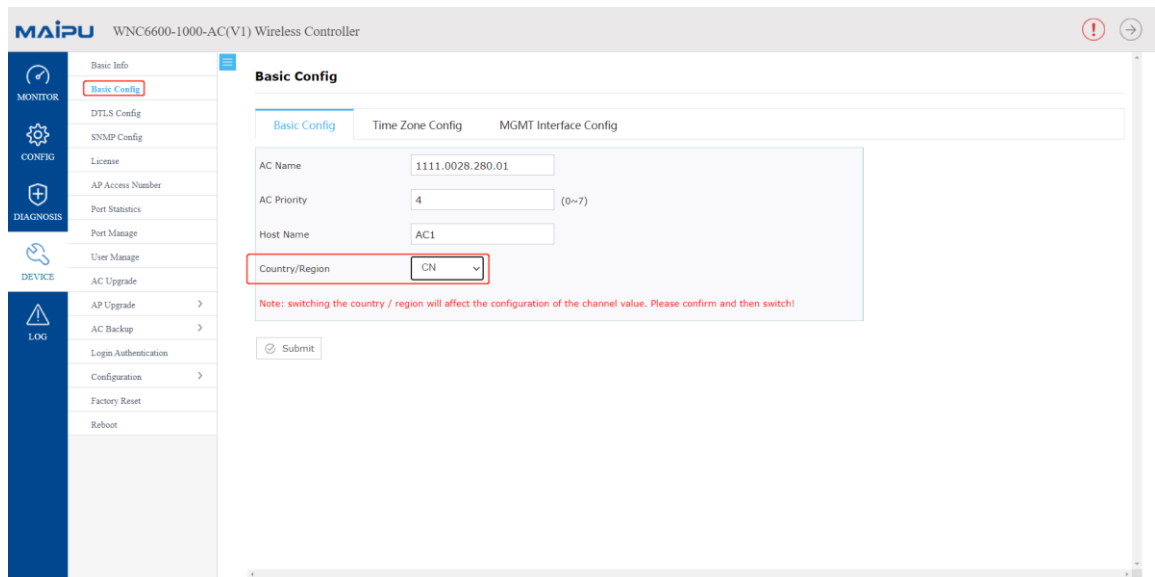 MAIPU WNC6600-1000-AC(V1) Wireless Controller
MONITOR
CONFIG
DIAGNOSIS
DEVICE
LOG
Basic Info
Basic Config
DTLS Config
SNMP Config
License
AP Access Number
Port Statistics
Port Manage
User Manage
AC Upgrade
AP Upgrade
AC Backup
Login Authentication
Configuration
Factory Reset
Reboot
Basic Config
Basic Config Time Zone Config MGMT Interface Config
AC Name 1111.0028.280.01
AC Priority 4 (0~7)
Host Name AC1
Country/Region CN
Note: switching the country / region will affect the configuration of the channel value. Please confirm and then switch!
Submit